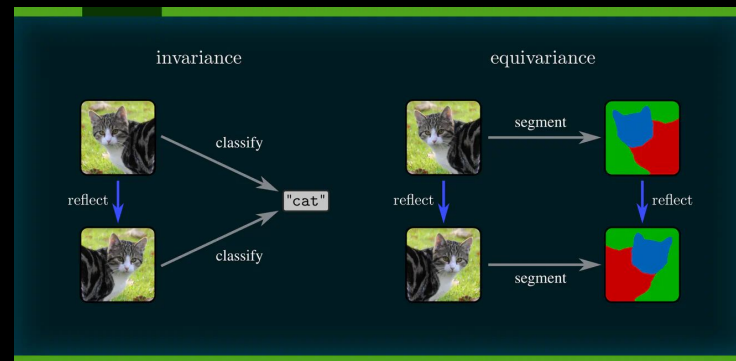 invariance
classify
reflect
"cat"
classify
equivariance
segment
reflect
reflect
segment